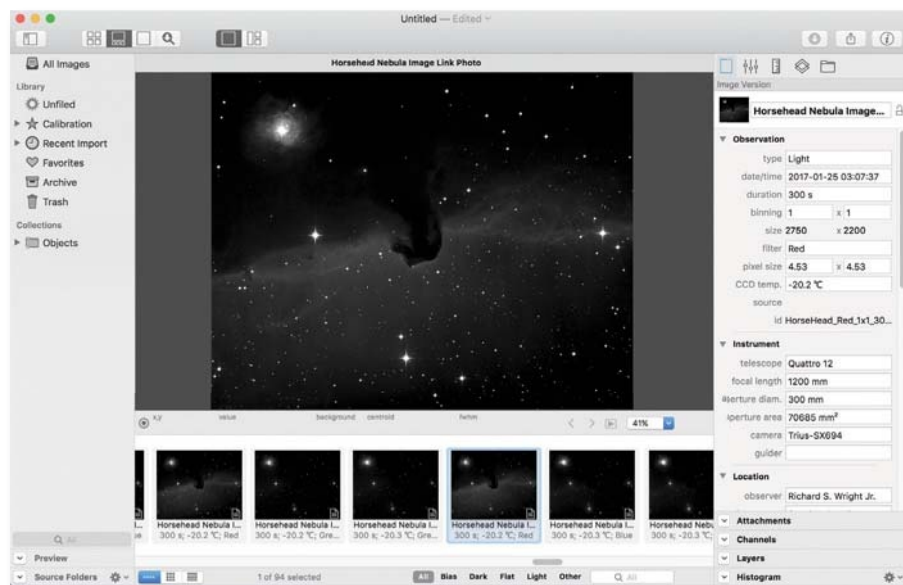 Untitled — Edited
All Images
Library
Unfiled
Calibration
Recent Import
Favorites
Archive
Trash
Collections
Objects
All
Preview
Source Folders
Horsehead Nebula Image Link Photo
x,y value background centroid fwhm
41%
Horsehead Nebula I...
300 s; -20.2 °C; Red
Horsehead Nebula I...
300 s; -20.2 °C; Gre...
Horsehead Nebula I...
300 s; -20.3 °C; Gre...
Horsehead Nebula I...
300 s; -20.2 °C; Red
Horsehead Nebula I...
300 s; -20.3 °C; Blue
Horsehead Nebula I...
1 of 94 selected
All Bias Dark Flat Light Other
All
Image Version
Horsehead Nebula Image...
Observation
type Light
date/time 2017-01-25 03:07:37
duration 300 s
binning 1 x 1
size 2750 x 2200
filter Red
pixel size 4.53 x 4.53
CCD temp. -20.2 °C
source
id HorseHead_Red_1x1_30...
Instrument
telescope Quattro 12
focal length 1200 mm
aperture diam. 300 mm
aperture area 70685 mm²
camera Trius-SX694
guider
Location
observer Richard S. Wright Jr.
Attachments
Channels
Layers
Histogram